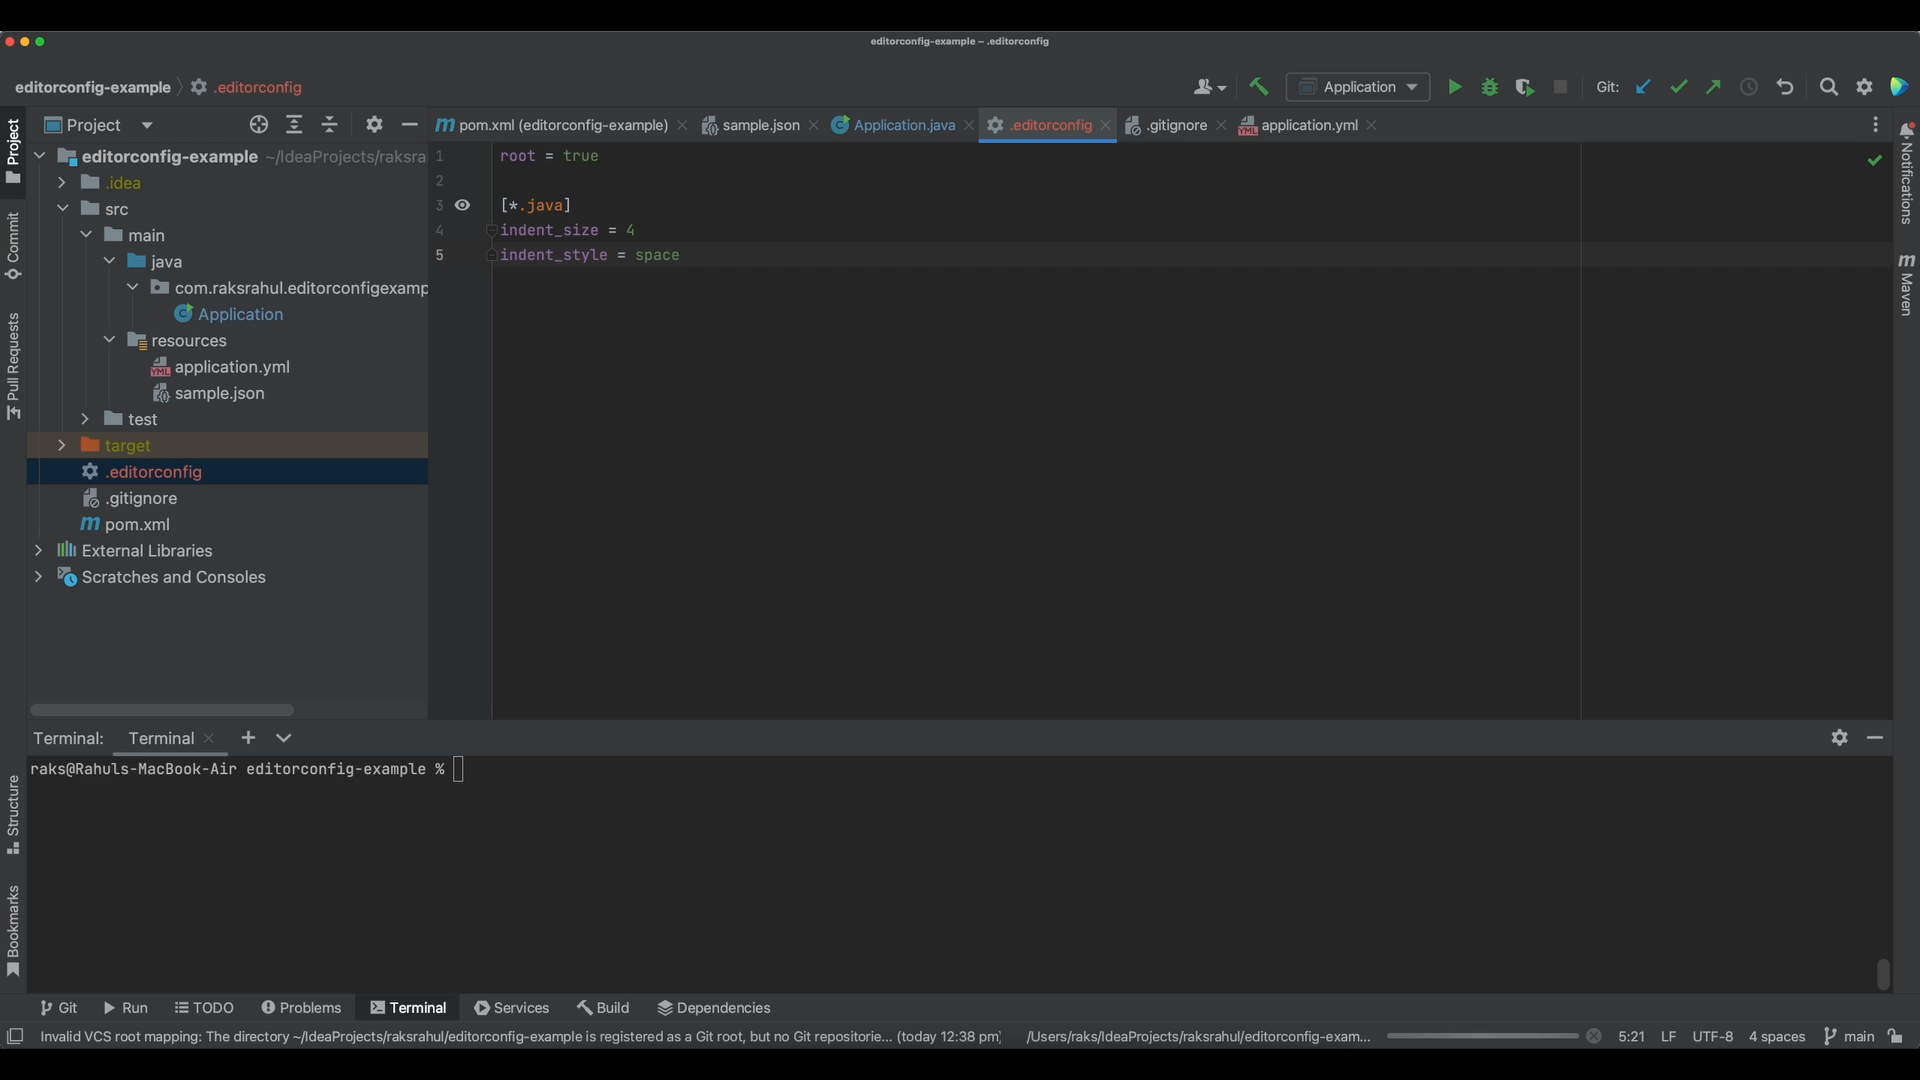 editorconfig-example – .editorconfig
editorconfig-example .editorconfig
Application
Git:
Project
pom.xml (editorconfig-example)
sample.json
Application.java
.editorconfig
.gitignore
application.yml
Project
Commit
Pull Requests
Structure
Bookmarks
editorconfig-example ~/IdeaProjects/raksra
.idea
src
main
java
com.raksrahul.editorconfigexamp
Application
resources
application.yml
sample.json
test
target
.editorconfig
.gitignore
pom.xml
External Libraries
Scratches and Consoles
1 root = true
2
3 [*.java]
4 indent_size = 4
5 indent_style = space
Notifications
Maven
Terminal: Terminal
raks@Rahuls-MacBook-Air editorconfig-example %
Git Run TODO Problems Terminal Services Build Dependencies
Invalid VCS root mapping: The directory ~/IdeaProjects/raksrahul/editorconfig-example is registered as a Git root, but no Git repositorie... (today 12:38 pm) /Users/raks/IdeaProjects/raksrahul/editorconfig-exam... 5:21 LF UTF-8 4 spaces main